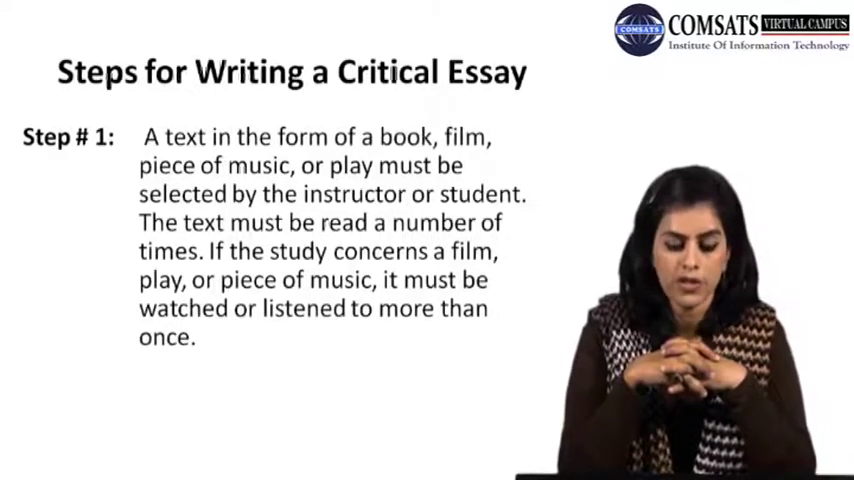 COMSATS VIRTUAL CAMPUS
COMSATS
Institute Of Information Technology
Steps for Writing a Critical Essay
Step # 1: A text in the form of a book, film,
piece of music, or play must be
selected by the instructor or student.
The text must be read a number of
times. If the study concerns a film,
play, or piece of music, it must be
watched or listened to more than
once.